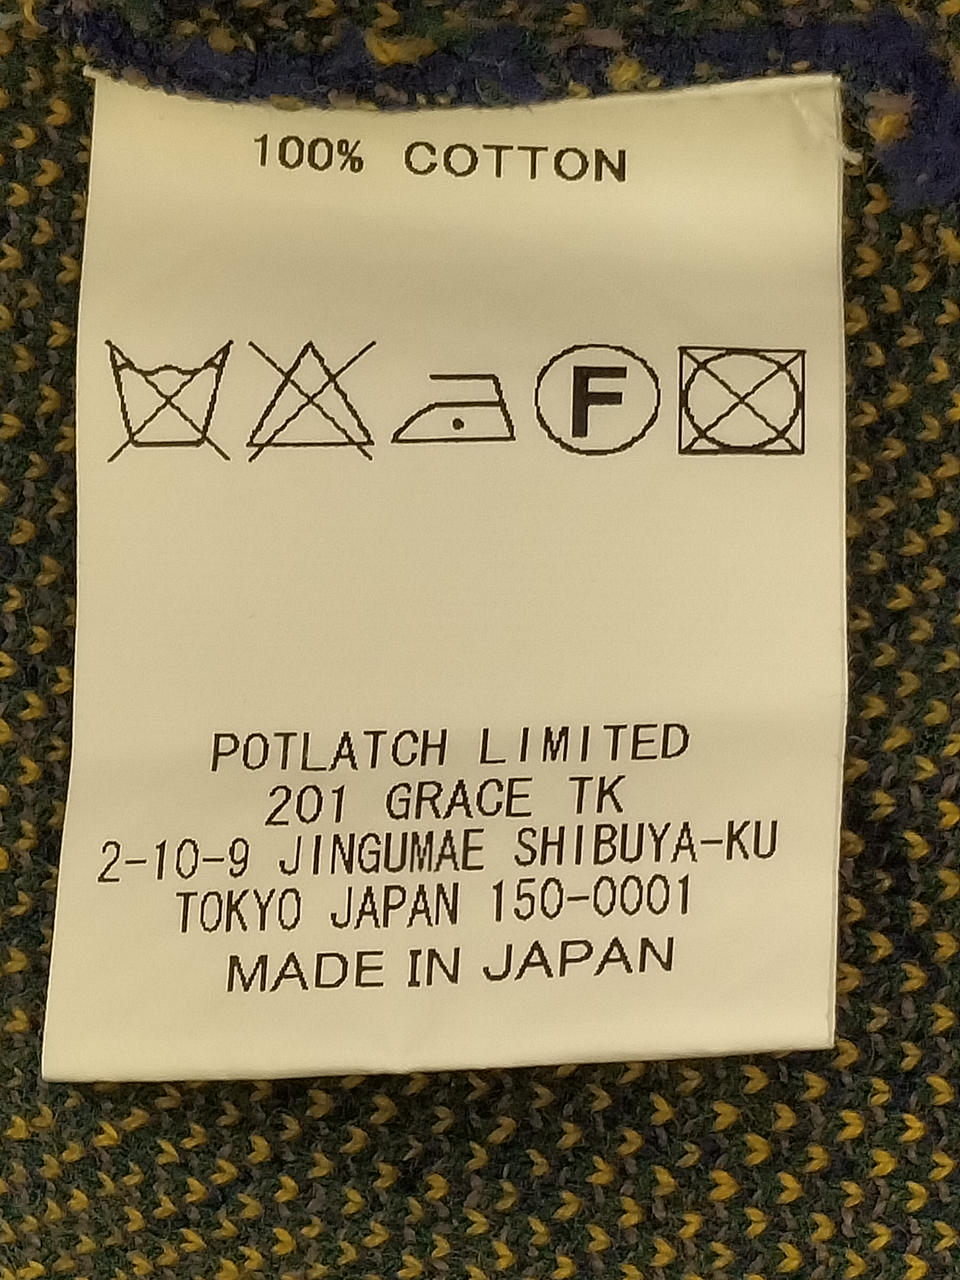 100% COTTON
F
POTLATCH LIMITED
201 GRACE TK
2-10-9 JINGUMAE SHIBUYA-KU
TOKYO JAPAN 150-0001
MADE IN JAPAN